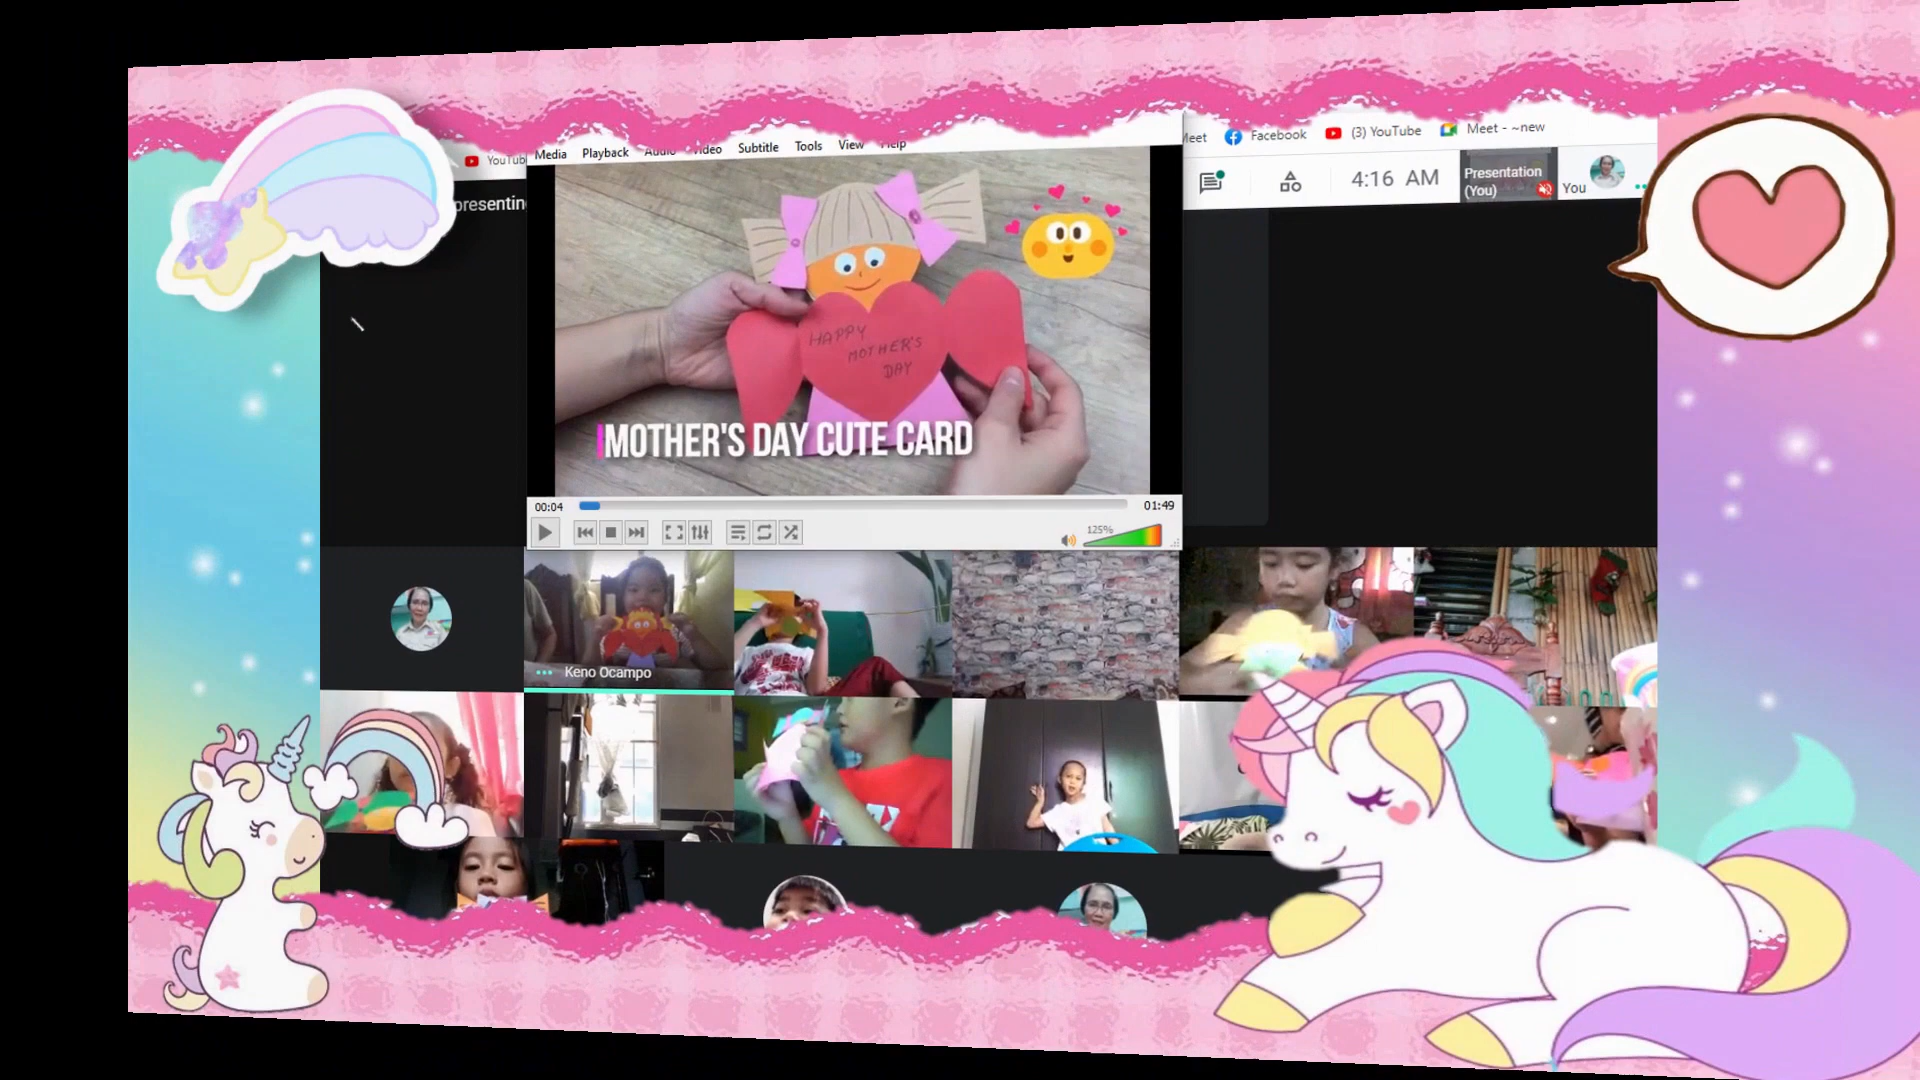 Meet
Facebook
(3) YouTube
Meet - ~new
YouTube
Media
Playback
Audio
Video
Subtitle
Tools
View
Help
presenting
4:16 AM
Presentation
(You)
You
HAPPY
MOTHER'S
DAY
MOTHER'S DAY CUTE CARD
00:04
01:49
125%
Keno Ocampo